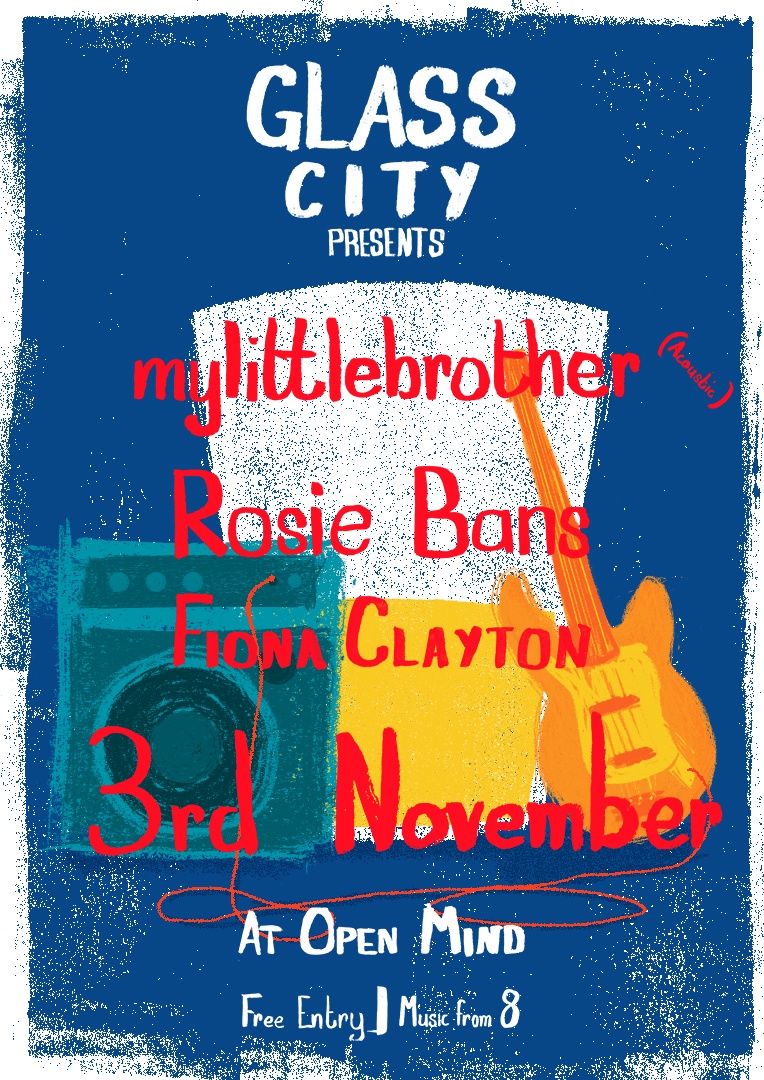 GLASS
CITY
PRESENTS
mylittlebrother (Acoustic)
Rosie Bans
FIONA CLAYTON
3rd November
AT OPEN MIND
Free Entry | Music from 8